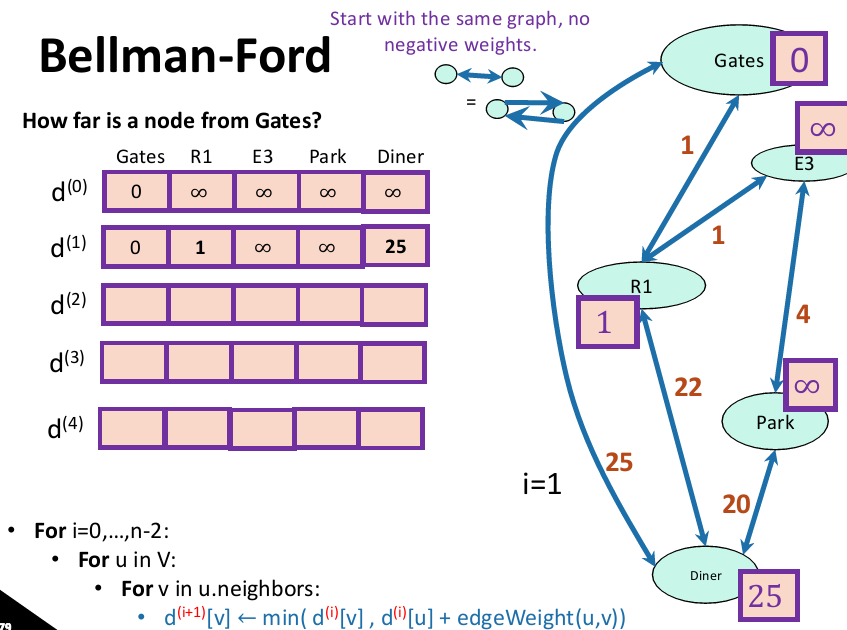 Start with the same graph, no
negative weights.
Bellman-Ford
=
How far is a node from Gates?
Gates R1 E3 Park Diner
d(0) 0 ∞ ∞ ∞ ∞
d(1) 0 1 ∞ ∞ 25
d(2)
d(3)
d(4)
Gates 0
∞
E3
1
1
R1
1
4
22
∞
Park
25
i=1
20
Diner
25
• For i=0,...,n-2:
• For u in V:
• For v in u.neighbors:
• d(i+1)[v] ← min( d(i)[v] , d(i)[u] + edgeWeight(u,v))
79